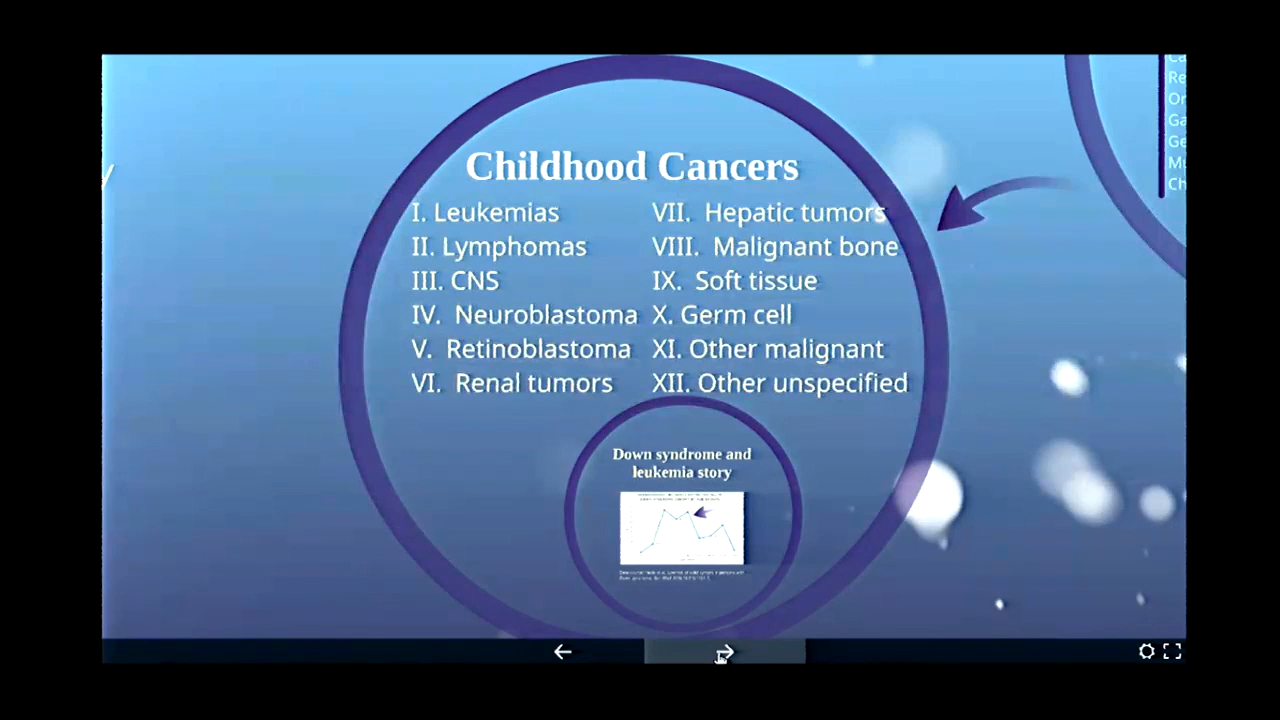 Childhood Cancers
I. Leukemias
II. Lymphomas
III. CNS
IV. Neuroblastoma
V. Retinoblastoma
VI. Renal tumors
VII. Hepatic tumors
VIII. Malignant bone
IX. Soft tissue
X. Germ cell
XI. Other malignant
XII. Other unspecified
Down syndrome and
leukemia story